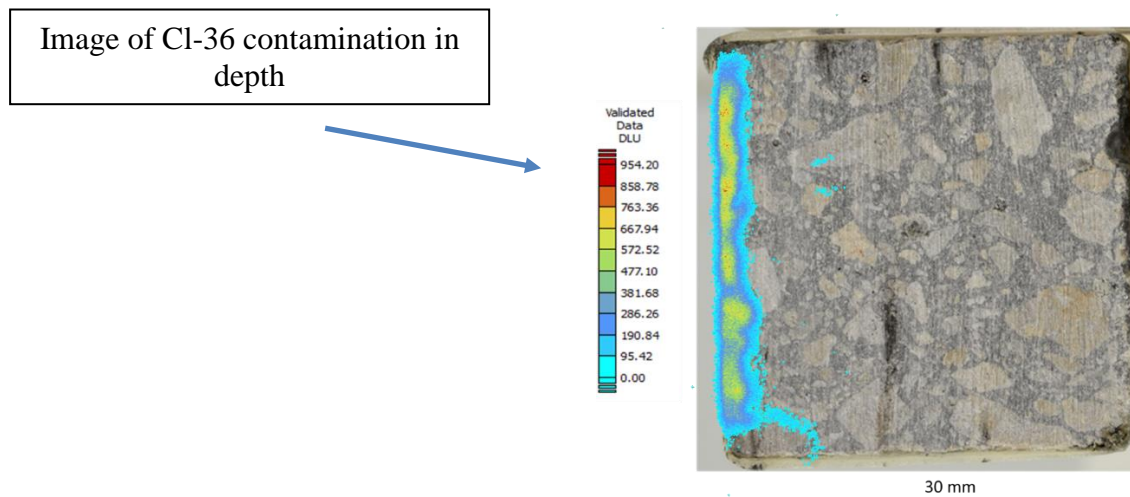 Image of Cl-36 contamination in
depth
Validated
Data
DLU
954.20
858.78
763.36
667.94
572.52
477.10
381.68
286.26
190.84
95.42
0.00
30 mm